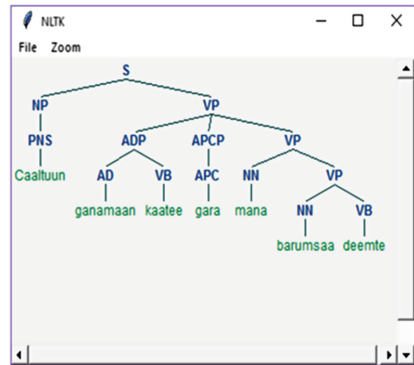 NLTK
File Zoom
S
NP VP
PNS ADP APCP VP
Caaltuun AD VB APC NN VP
ganamaan kaatee gara mana NN VB
barumsaa deemte